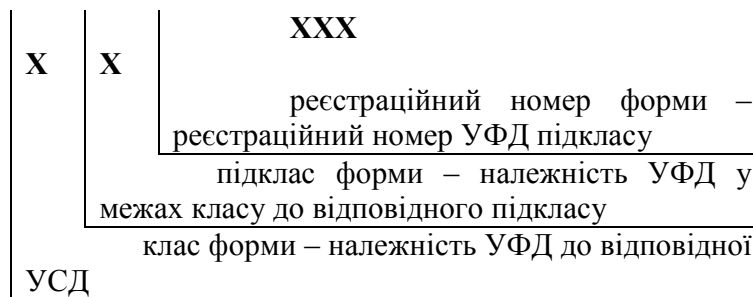 ХХХ
Х Х
реєстраційний номер форми –
реєстраційний номер УФД підкласу
підклас форми – належність УФД у
межах класу до відповідного підкласу
клас форми – належність УФД до відповідної
УСД